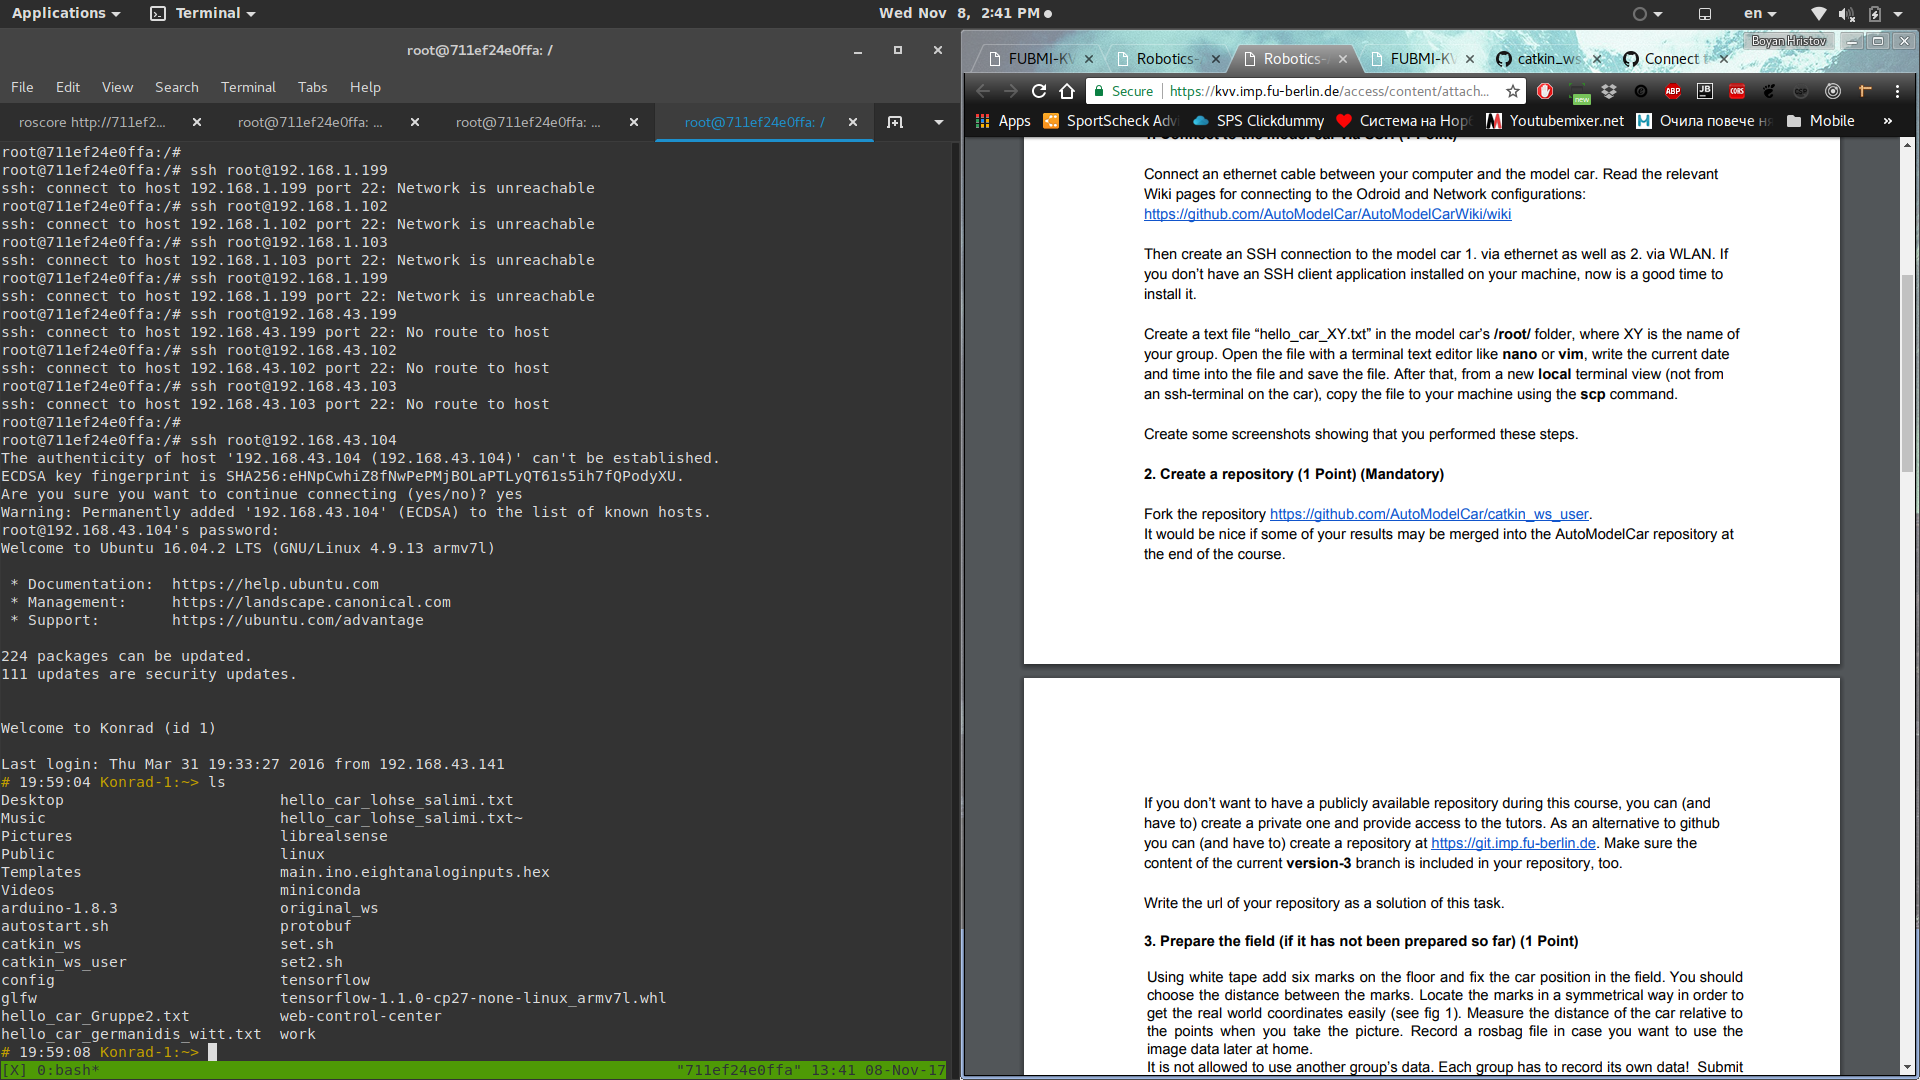 Applications
Terminal
Wed Nov 8, 2:41 PM
en
root@711ef24e0ffa: /
File Edit View Search Terminal Tabs Help
roscore http://711ef2...
root@711ef24e0ffa: ...
root@711ef24e0ffa: ...
root@711ef24e0ffa: /
root@711ef24e0ffa:/#
root@711ef24e0ffa:/# ssh root@192.168.1.199
ssh: connect to host 192.168.1.199 port 22: Network is unreachable
root@711ef24e0ffa:/# ssh root@192.168.1.102
ssh: connect to host 192.168.1.102 port 22: Network is unreachable
root@711ef24e0ffa:/# ssh root@192.168.1.103
ssh: connect to host 192.168.1.103 port 22: Network is unreachable
root@711ef24e0ffa:/# ssh root@192.168.1.199
ssh: connect to host 192.168.1.199 port 22: Network is unreachable
root@711ef24e0ffa:/# ssh root@192.168.43.199
ssh: connect to host 192.168.43.199 port 22: No route to host
root@711ef24e0ffa:/# ssh root@192.168.43.102
ssh: connect to host 192.168.43.102 port 22: No route to host
root@711ef24e0ffa:/# ssh root@192.168.43.103
ssh: connect to host 192.168.43.103 port 22: No route to host
root@711ef24e0ffa:/#
root@711ef24e0ffa:/# ssh root@192.168.43.104
The authenticity of host '192.168.43.104 (192.168.43.104)' can't be established.
ECDSA key fingerprint is SHA256:eHNpCwhiZ8fNwPePMjBOLaPTLyQT61s5ih7fQPodyXU.
Are you sure you want to continue connecting (yes/no)? yes
Warning: Permanently added '192.168.43.104' (ECDSA) to the list of known hosts.
root@192.168.43.104's password:
Welcome to Ubuntu 16.04.2 LTS (GNU/Linux 4.9.13 armv7l)
* Documentation: https://help.ubuntu.com
* Management: https://landscape.canonical.com
* Support: https://ubuntu.com/advantage
224 packages can be updated.
111 updates are security updates.
Welcome to Konrad (id 1)
Last login: Thu Mar 31 19:33:27 2016 from 192.168.43.141
# 19:59:04 Konrad-1:~> ls
Desktop hello_car_lohse_salimi.txt
Music hello_car_lohse_salimi.txt~
Pictures librealsense
Public linux
Templates main.ino.eightanaloginputs.hex
Videos miniconda
arduino-1.8.3 original_ws
autostart.sh protobuf
catkin_ws set.sh
catkin_ws_user set2.sh
config tensorflow
glfw tensorflow-1.1.0-cp27-none-linux_armv7l.whl
hello_car_Gruppe2.txt web-control-center
hello_car_germanidis_witt.txt work
# 19:59:08 Konrad-1:~>
[X] 0:bash* "711ef24e0ffa" 13:41 08-Nov-17
Boyan Hristov
FUBMI-KV
Robotics-
Robotics-
FUBMI-KV
catkin_ws
Connect t
Secure
https://kvv.imp.fu-berlin.de/access/content/attach...
new
ABP
JB
CORS
CSP
Apps
SportScheck Adv
SPS Clickdummy
Система на Нор
Youtubemixer.net
Очила повече н
Mobile
»
1. Connect to the model car via SSH (1 Point)
Connect an ethernet cable between your computer and the model car. Read the relevant
Wiki pages for connecting to the Odroid and Network configurations:
https://github.com/AutoModelCar/AutoModelCarWiki/wiki
Then create an SSH connection to the model car 1. via ethernet as well as 2. via WLAN. If
you don’t have an SSH client application installed on your machine, now is a good time to
install it.
Create a text file “hello_car_XY.txt” in the model car’s /root/ folder, where XY is the name of
your group. Open the file with a terminal text editor like nano or vim, write the current date
and time into the file and save the file. After that, from a new local terminal view (not from
an ssh-terminal on the car), copy the file to your machine using the scp command.
Create some screenshots showing that you performed these steps.
2. Create a repository (1 Point) (Mandatory)
Fork the repository https://github.com/AutoModelCar/catkin_ws_user.
It would be nice if some of your results may be merged into the AutoModelCar repository at
the end of the course.
If you don’t want to have a publicly available repository during this course, you can (and
have to) create a private one and provide access to the tutors. As an alternative to github
you can (and have to) create a repository at https://git.imp.fu-berlin.de. Make sure the
content of the current version-3 branch is included in your repository, too.
Write the url of your repository as a solution of this task.
3. Prepare the field (if it has not been prepared so far) (1 Point)
Using white tape add six marks on the floor and fix the car position in the field. You should
choose the distance between the marks. Locate the marks in a symmetrical way in order to
get the real world coordinates easily (see fig 1). Measure the distance of the car relative to
the points when you take the picture. Record a rosbag file in case you want to use the
image data later at home.
It is not allowed to use another group’s data. Each group has to record its own data! Submit